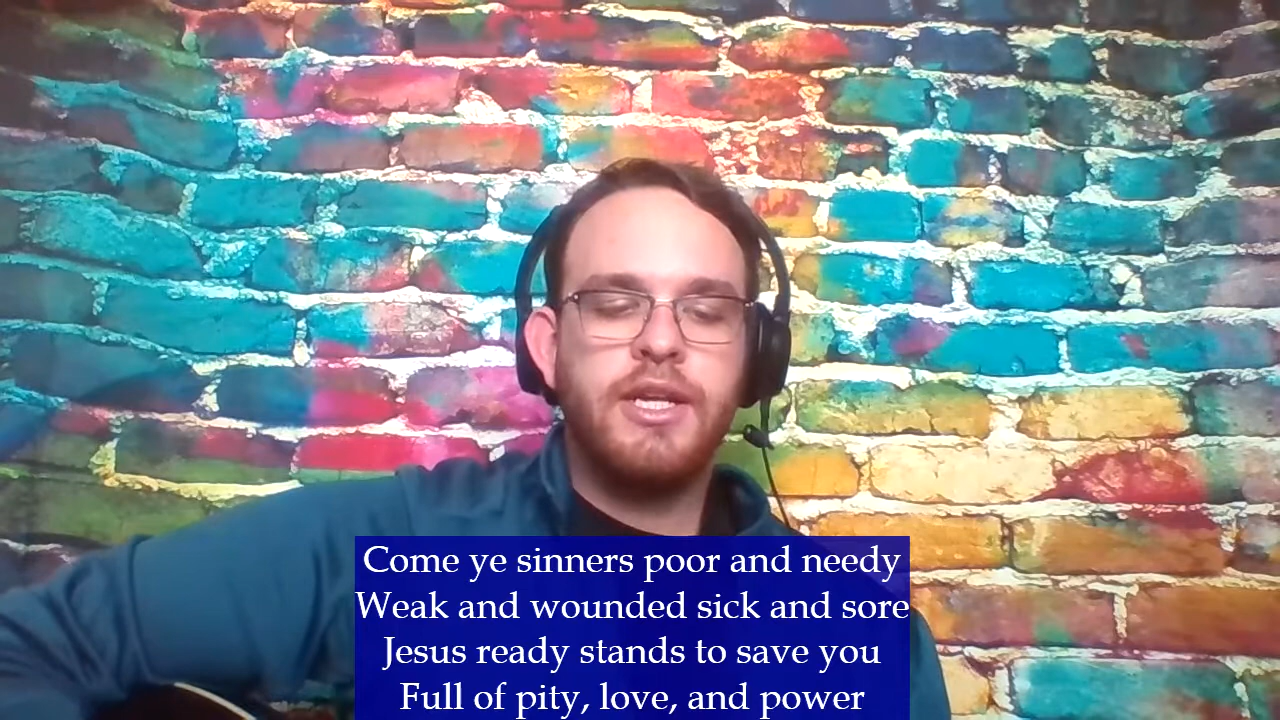 Come ye sinners poor and needy
Weak and wounded sick and sore
Jesus ready stands to save you
Full of pity, love, and power